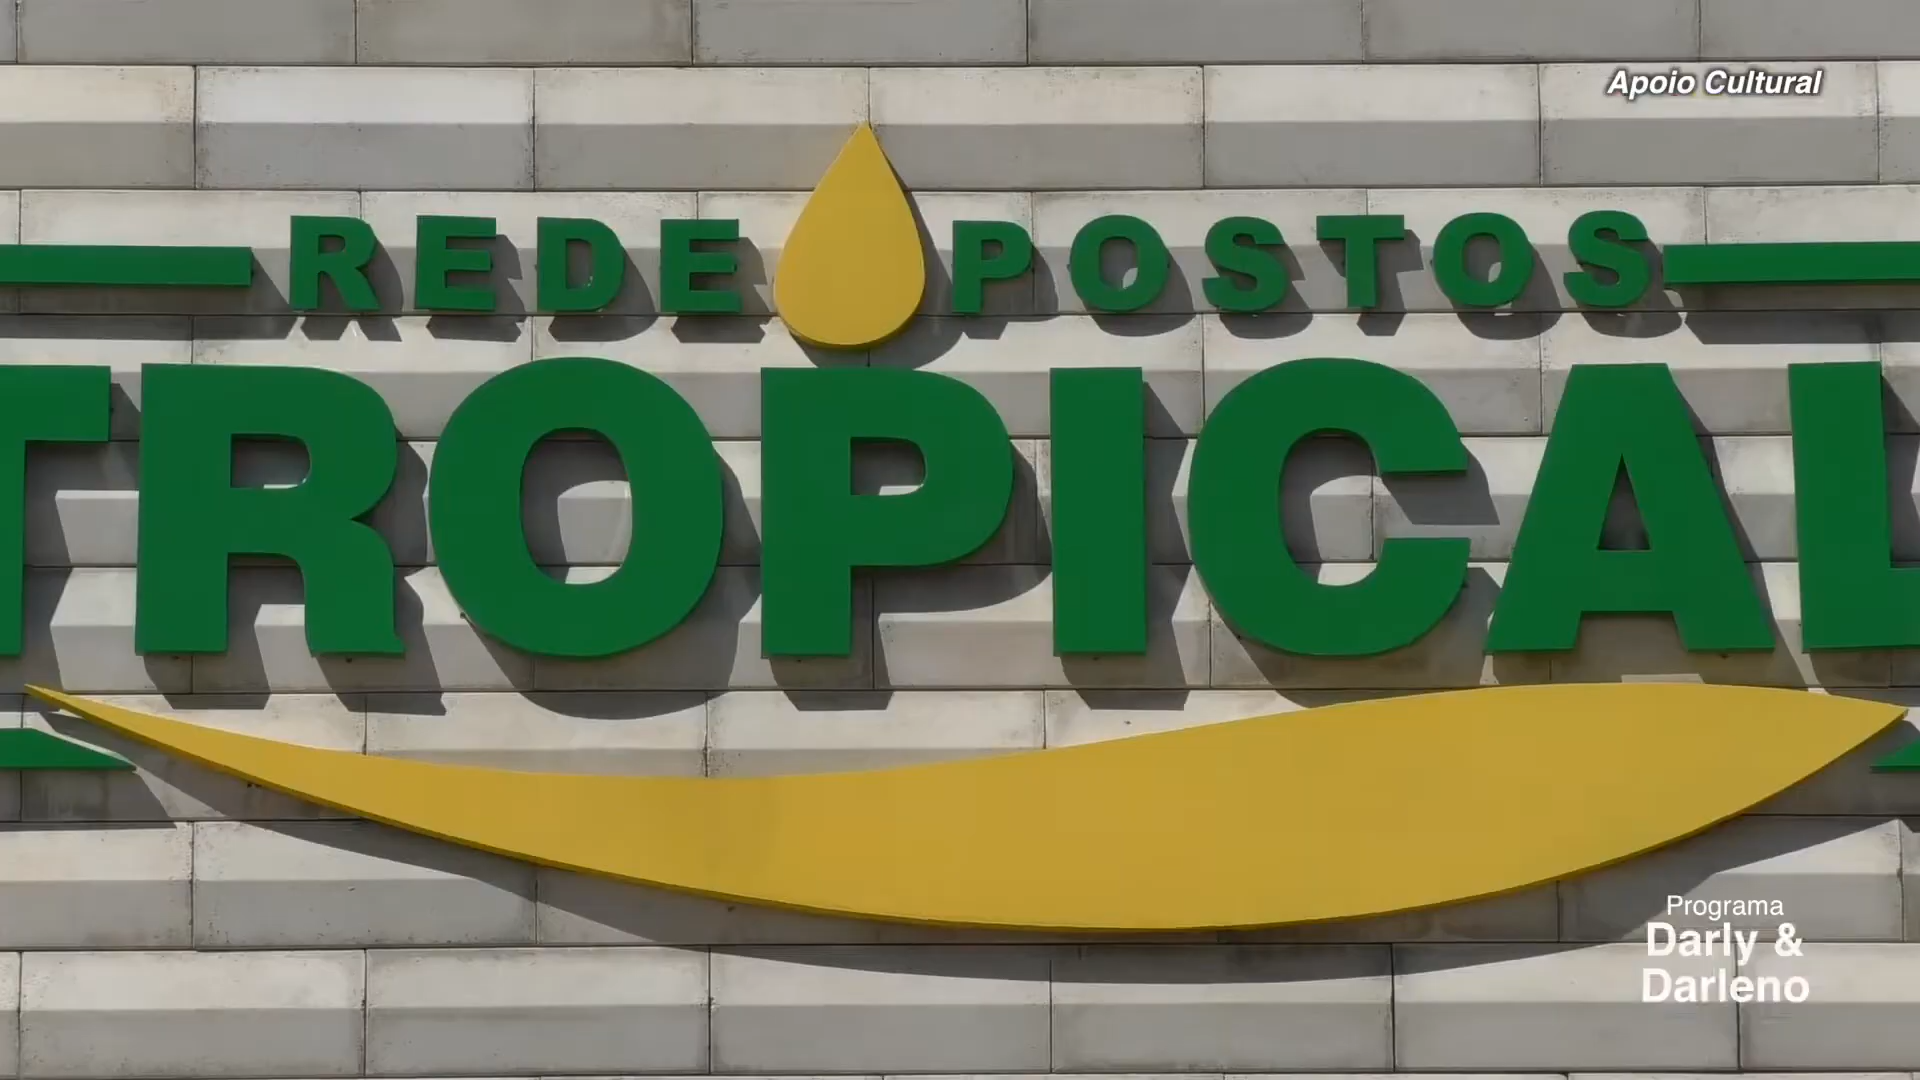 Apoio Cultural
REDE POSTOS
TROPICAL
Programa
Darly &
Darleno